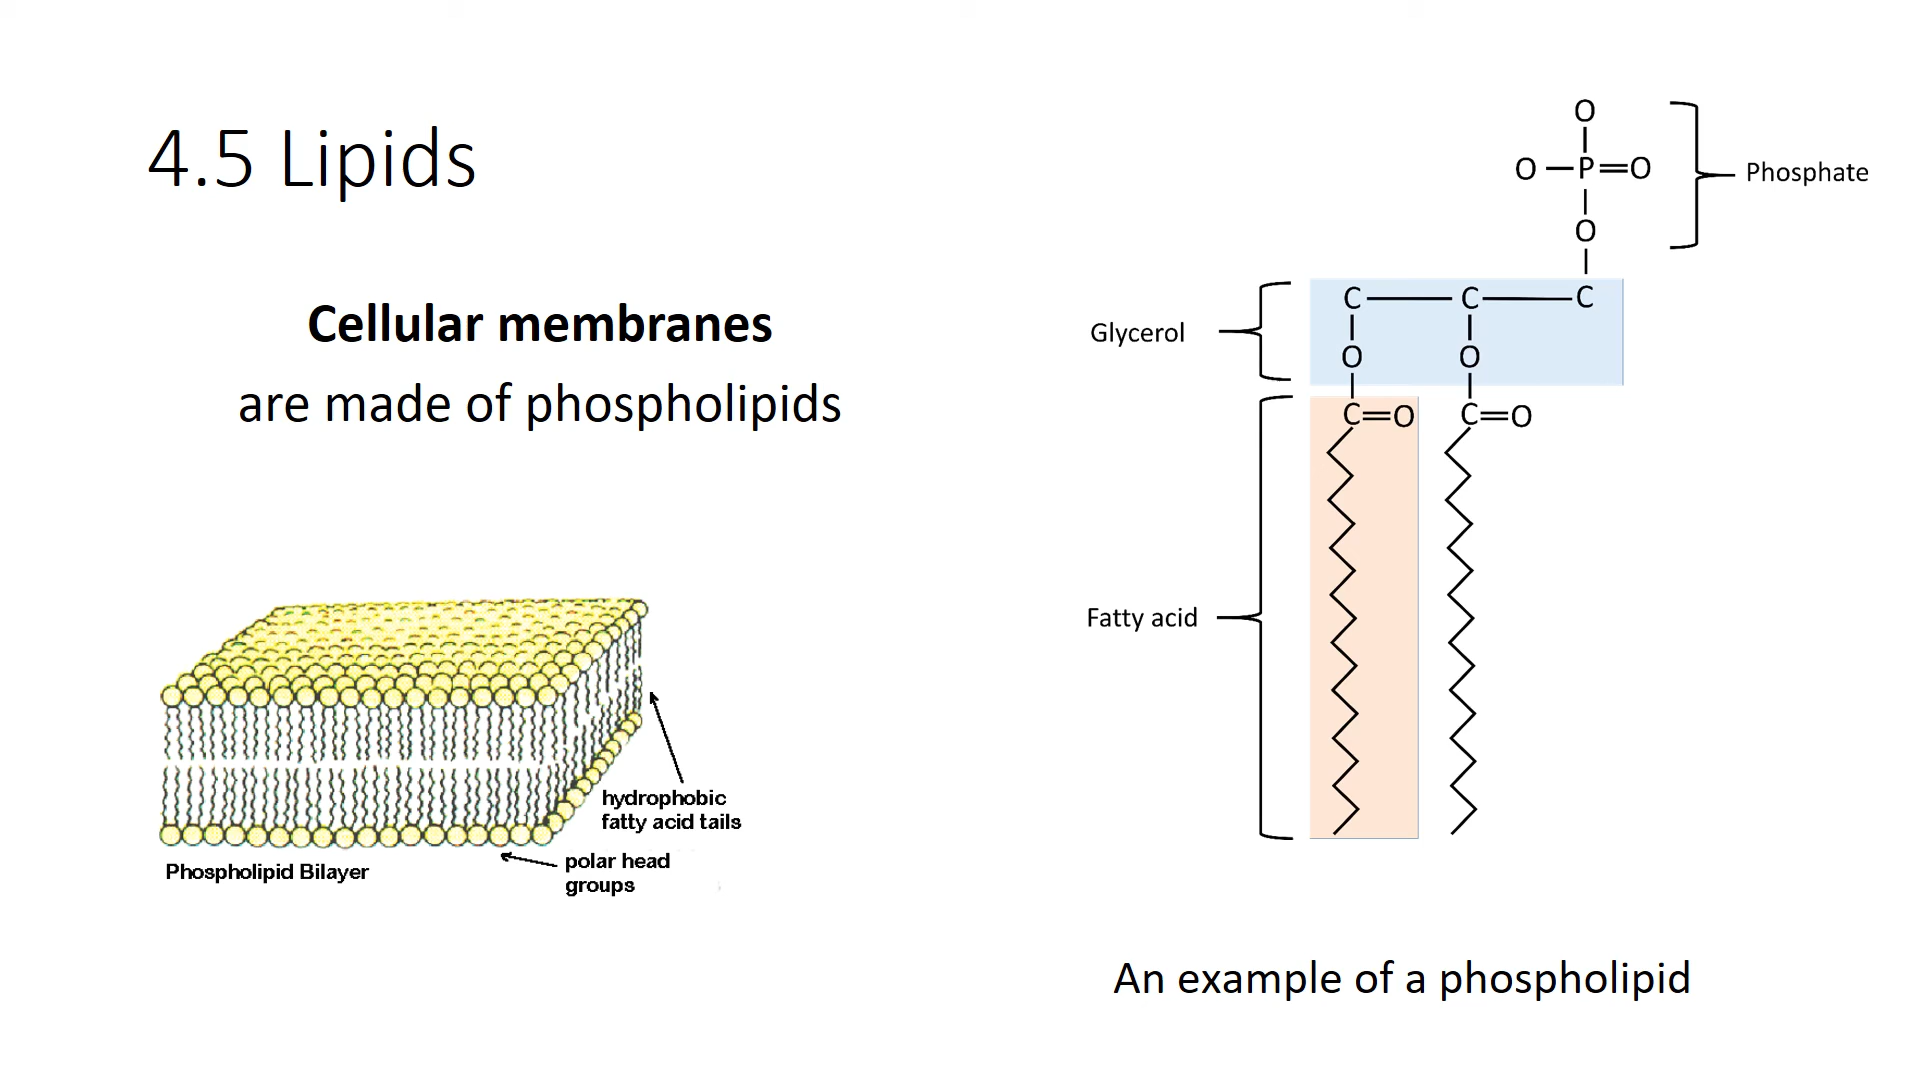 4.5 Lipids
Cellular membranes
are made of phospholipids
hydrophobic
fatty acid tails
polar head
groups
Phospholipid Bilayer
O
O P O
Phosphate
O
C C C
Glycerol
O O
C O C O
Fatty acid
An example of a phospholipid